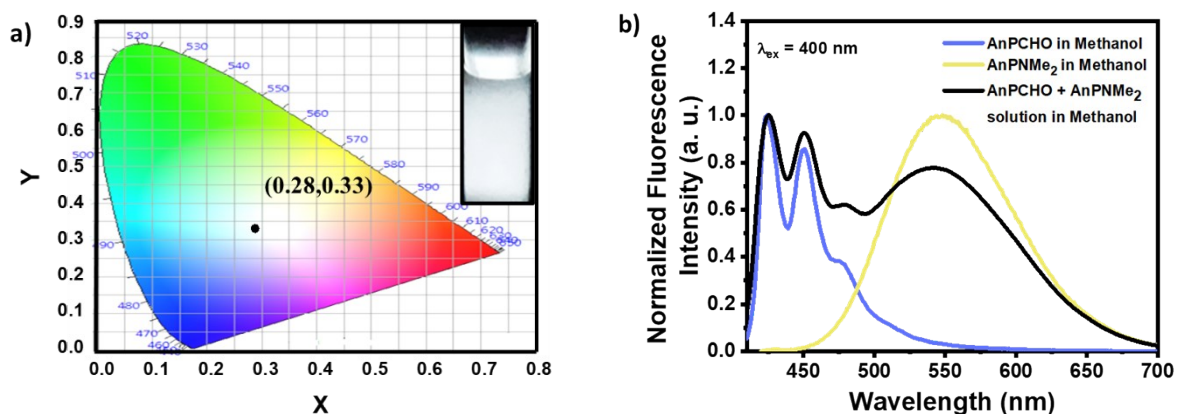 a)
0.9
0.8
0.7
0.6
0.5
0.4
0.3
0.2
0.1
0.0
Y
0.0 0.1 0.2 0.3 0.4 0.5 0.6 0.7 0.8
X
520
530
510
540
550
560
500
570
580
590
600
610
620
480
470
460
(0.28,0.33)
b)
λex = 400 nm
AnPCHO in Methanol
AnPNMe2 in Methanol
AnPCHO + AnPNMe2
solution in Methanol
Normalized Fluorescence
Intensity (a. u.)
1.4
1.2
1.0
0.8
0.6
0.4
0.2
0.0
450 500 550 600 650 700
Wavelength (nm)